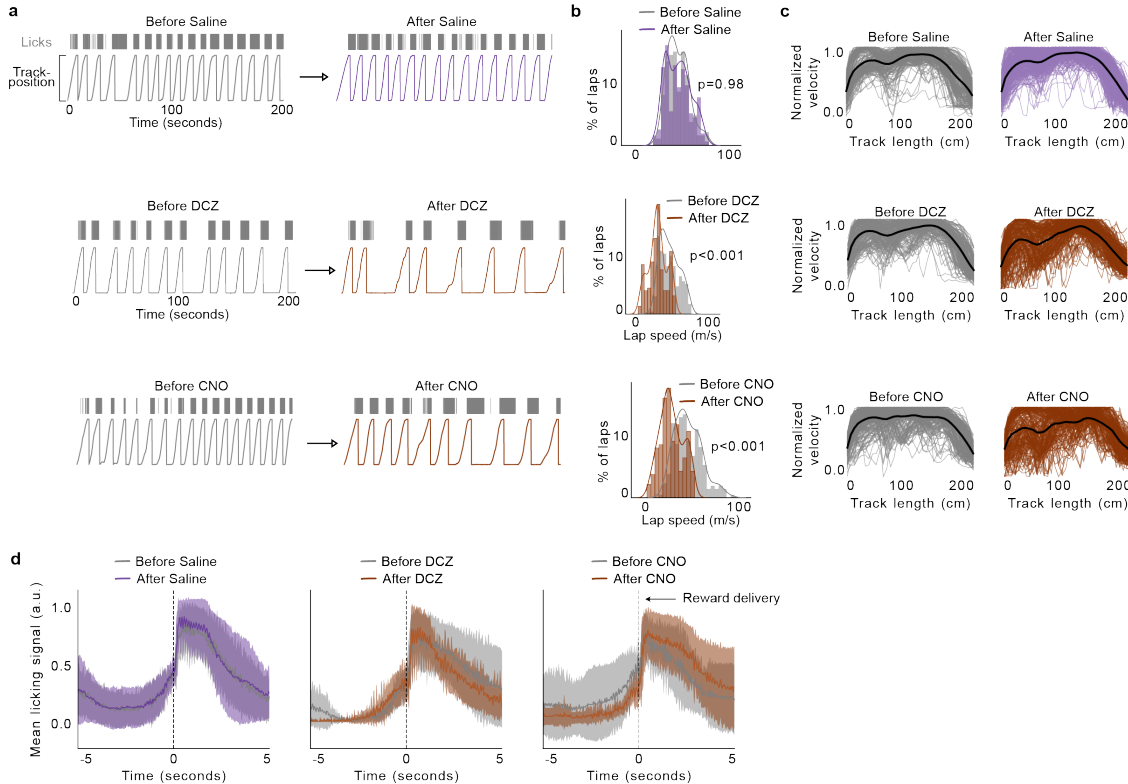 a
Before Saline
After Saline
Licks
Track-
position
0
100
200
Time (seconds)
Before DCZ
After DCZ
0
100
200
Time (seconds)
Before CNO
After CNO
b
Before Saline
After Saline
% of laps
10
0
p=0.98
0
100
Before DCZ
After DCZ
% of laps
10
0
p<0.001
0
100
Lap speed (m/s)
Before CNO
After CNO
% of laps
10
0
p<0.001
0
100
Lap speed (m/s)
c
Before Saline
After Saline
Normalized
velocity
1.0
0.0
0
100
200
0
100
200
Track length (cm)
Track length (cm)
Before DCZ
After DCZ
Normalized
velocity
1.0
0.0
0
100
200
0
100
200
Track length (cm)
Track length (cm)
Before CNO
After CNO
Normalized
velocity
1.0
0.0
0
100
200
0
100
200
Track length (cm)
Track length (cm)
d
Before Saline
After Saline
Before DCZ
After DCZ
Before CNO
After CNO
Reward delivery
Mean licking signal (a.u.)
1.0
0.5
0.0
-5
0
5
Time (seconds)
-5
0
5
Time (seconds)
-5
0
5
Time (seconds)